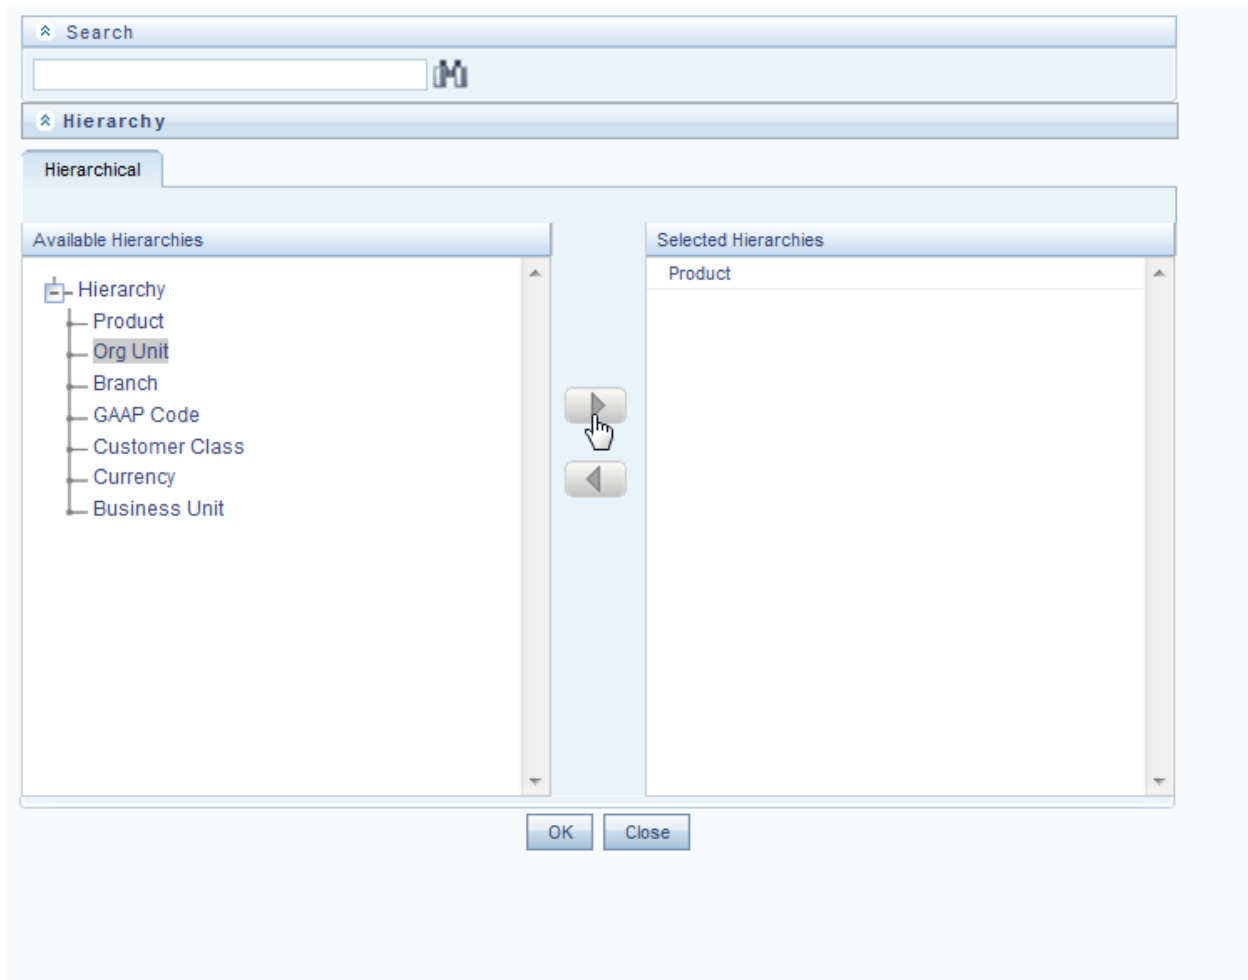 Search
Hierarchy
Hierarchical
Available Hierarchies
Selected Hierarchies
Hierarchy
Product
Org Unit
Branch
GAAP Code
Customer Class
Currency
Business Unit
Product
OK
Close